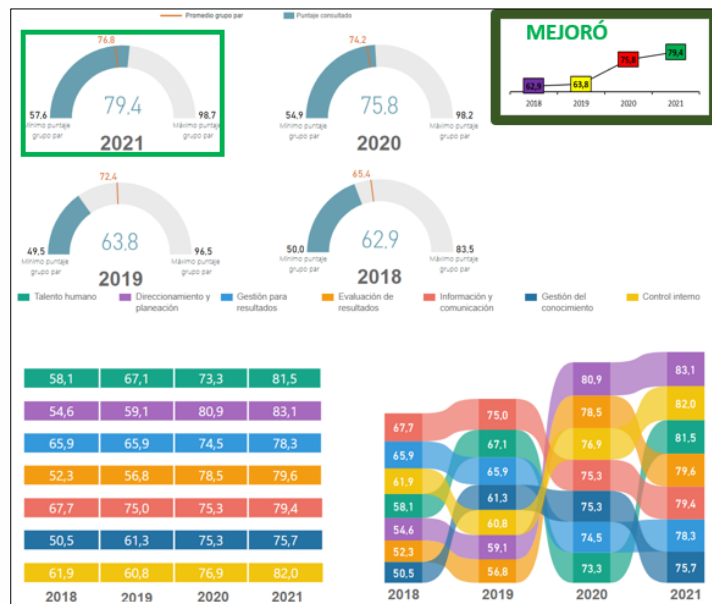 Promedio grupo par Puntaje consultado
76.8
57,6
79,4
98,7
Mínimo puntaje
grupo par
Máximo puntaje
grupo par
2021
74.2
54,9
75.8
98,2
Mínimo puntaje
grupo par
Máximo puntaje
grupo par
2020
MEJORÓ
62,9 63,8 75,8 79,4
2018 2019 2020 2021
72.4
49,5
63.8
96,5
Mínimo puntaje
grupo par
Máximo puntaje
grupo par
2019
65,4
50,0
62.9
83,5
Mínimo puntaje
grupo par
Máximo puntaje
grupo par
2018
Talento humano
Direccionamiento y
planeación
Gestión para
resultados
Evaluación de
resultados
Información y
comunicación
Gestión del
conocimiento
Control interno
58,1 67,1 73,3 81,5
54,6 59,1 80,9 83,1
65,9 65,9 74,5 78,3
52,3 56,8 78,5 79,6
67,7 75,0 75,3 79,4
50,5 61,3 75,3 75,7
61,9 60,8 76,9 82,0
2018 2019 2020 2021
67,7
65,9
61,9
58,1
54,6
52,3
50,5
2018
75,0
67,1
65,9
61,3
60,8
59,1
56,8
2019
80,9
78,5
76,9
75,3
75,3
74,5
73,3
2020
83,1
82,0
81,5
79,6
79,4
78,3
75,7
2021